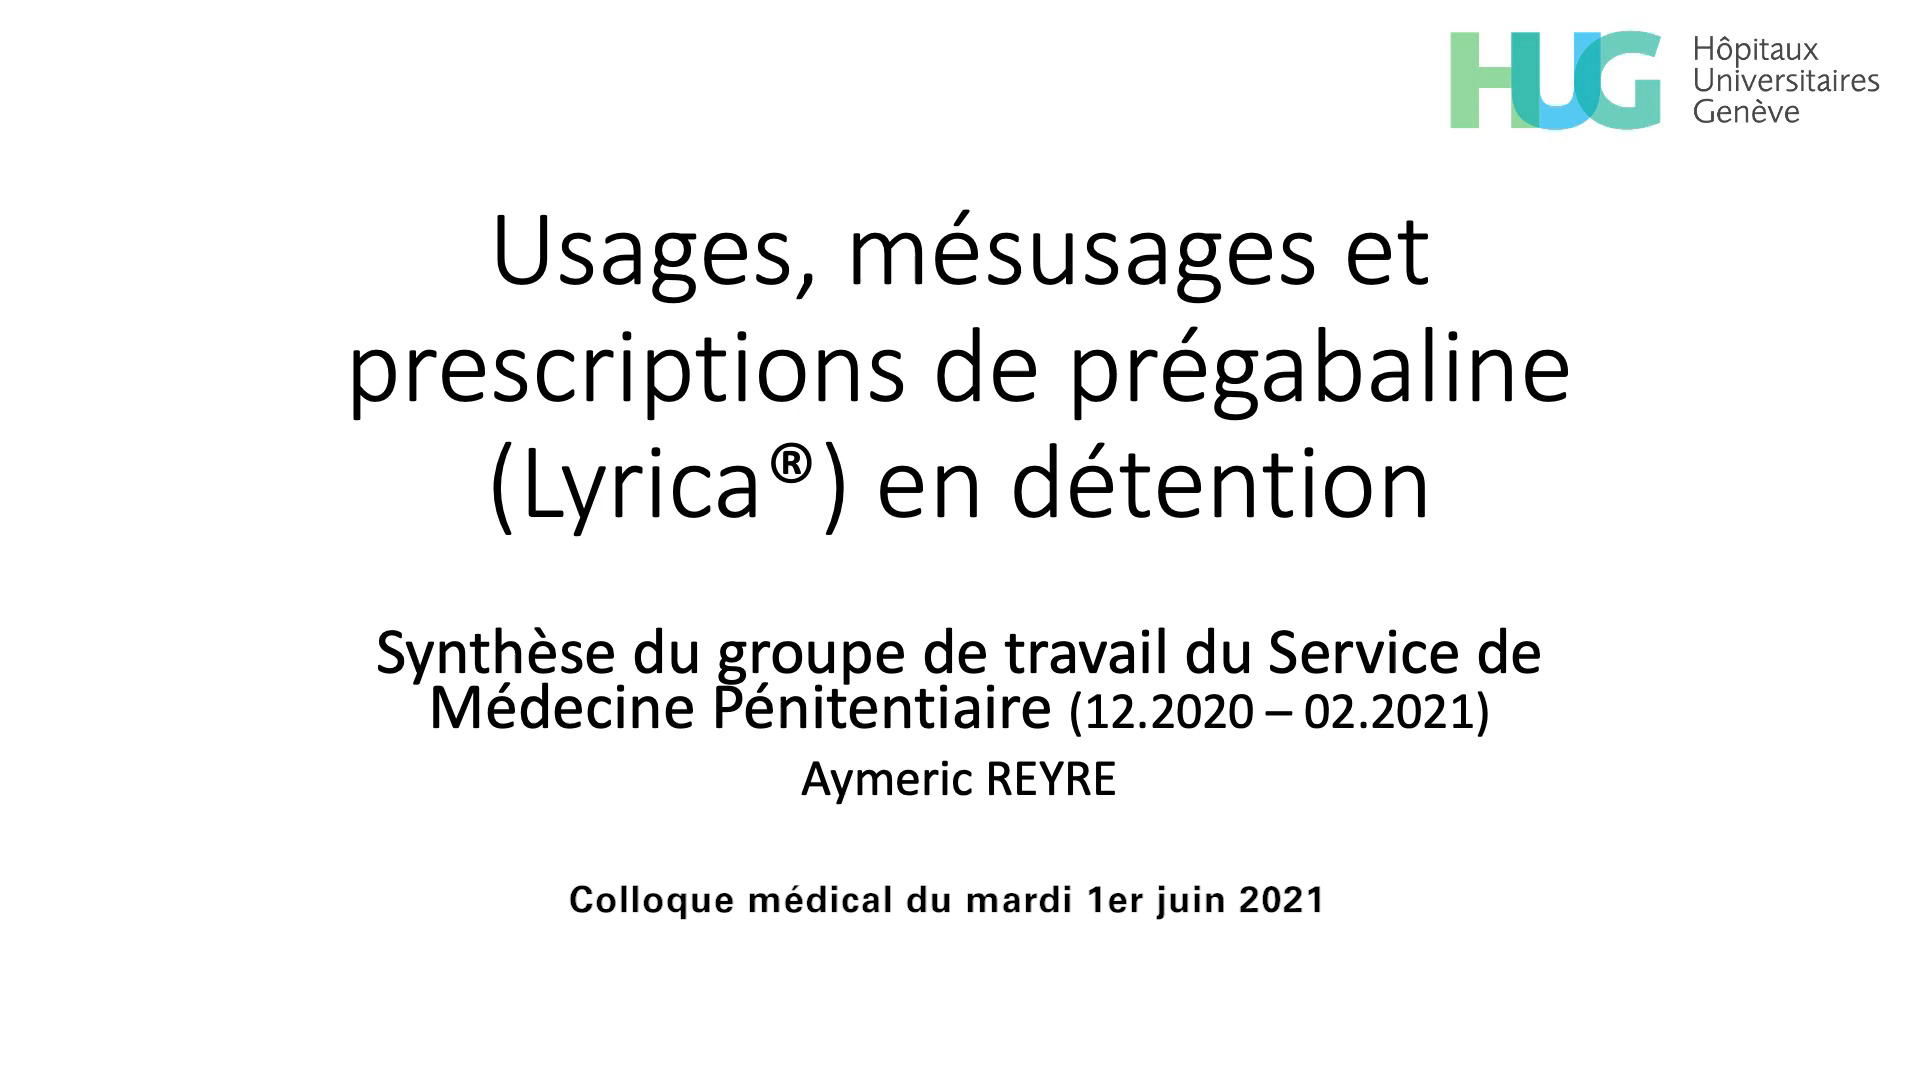 HUG
Hôpitaux
Universitaires
Genève
Usages, mésusages et
prescriptions de prégabaline
(Lyrica®) en détention
Synthèse du groupe de travail du Service de
Médecine Pénitentiaire (12.2020 – 02.2021)
Aymeric REYRE
Colloque médical du mardi 1er juin 2021